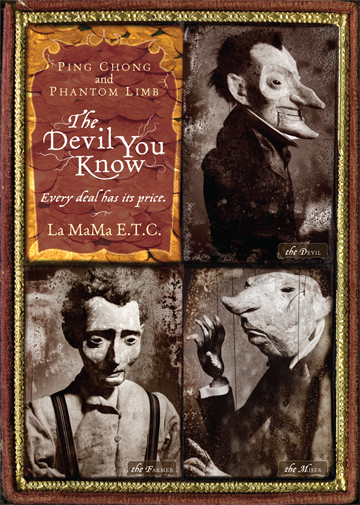 PING CHONG
and
PHANTOM LIMB
The
Devil You
Know
Every deal has its price.
LA MAMA E.T.C.
the DEVIL
the FARMER
the MISER